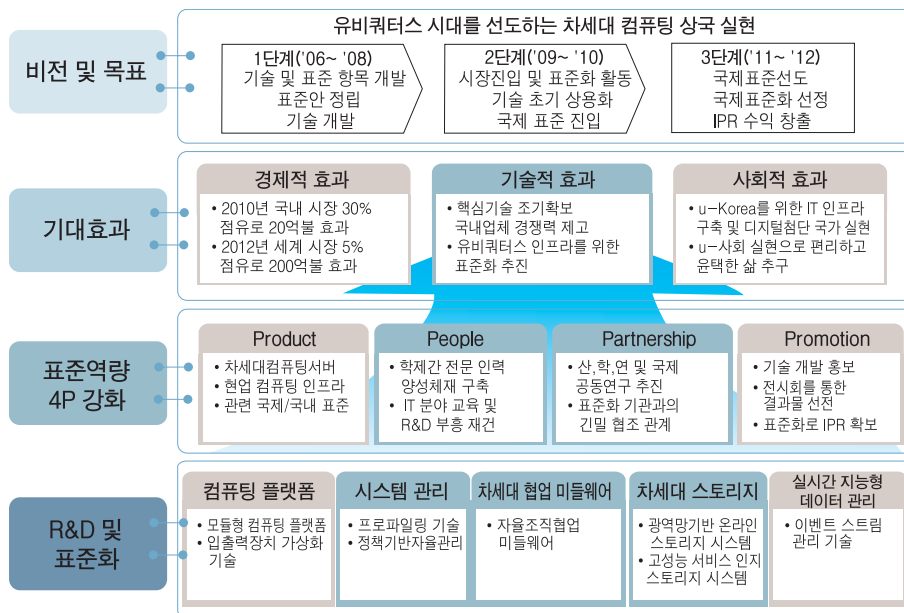 유비쿼터스 시대를 선도하는 차세대 컴퓨팅 상국 실현
비전 및 목표
1단계('06~ '08)
기술 및 표준 항목 개발
표준안 정립
기술 개발
2단계('09~ '10)
시장진입 및 표준화 활동
기술 초기 상용화
국제 표준 진입
3단계('11~ '12)
국제표준선도
국제표준화 선정
IPR 수익 창출
기대효과
경제적 효과
• 2010년 국내 시장 30%
점유로 20억불 효과
• 2012년 세계 시장 5%
점유로 200억불 효과
기술적 효과
• 핵심기술 조기확보
국내업체 경쟁력 제고
• 유비쿼터스 인프라를 위한
표준화 추진
사회적 효과
• u-Korea를 위한 IT 인프라
구축 및 디지털첨단 국가 실현
• u-사회 실현으로 편리하고
윤택한 삶 추구
표준역량
4P 강화
Product
• 차세대컴퓨팅서버
• 현업 컴퓨팅 인프라
• 관련 국제/국내 표준
People
• 학제간 전문 인력
양성체재 구축
• IT 분야 교육 및
R&D 부흥 재건
Partnership
• 산,학,연 및 국제
공동연구 추진
• 표준화 기관과의
긴밀 협조 관계
Promotion
• 기술 개발 홍보
• 전시회를 통한
결과물 선전
• 표준화로 IPR 확보
R&D 및
표준화
컴퓨팅 플랫폼
• 모듈형 컴퓨팅 플랫폼
• 입출력장치 가상화
기술
시스템 관리
• 프로파일링 기술
• 정책기반자율관리
차세대 협업 미들웨어
• 자율조직협업
미들웨어
차세대 스토리지
• 광역망기반 온라인
스토리지 시스템
• 고성능 서비스 인지
스토리지 시스템
실시간 지능형
데이터 관리
• 이벤트 스트림
관리 기술